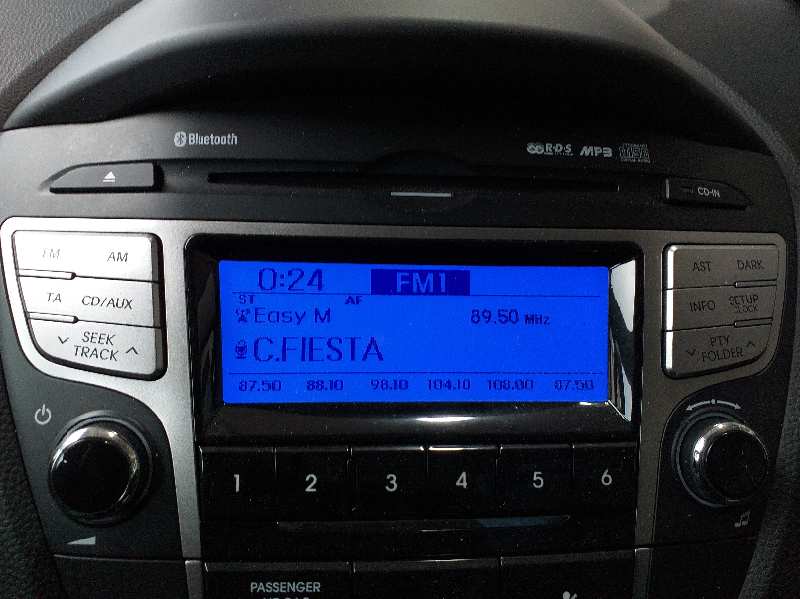 Bluetooth
R·D·S MP3
CD-IN
FM AM
TA CD/AUX
SEEK
TRACK
0:24 FM1
ST AF
Easy M 89.50 MHz
C.FIESTA
87.50 88.10 98.10 104.10 108.00 87.50
AST DARK
INFO SETUP
CLOCK
PTY
FOLDER
1 2 3 4 5 6
PASSENGER